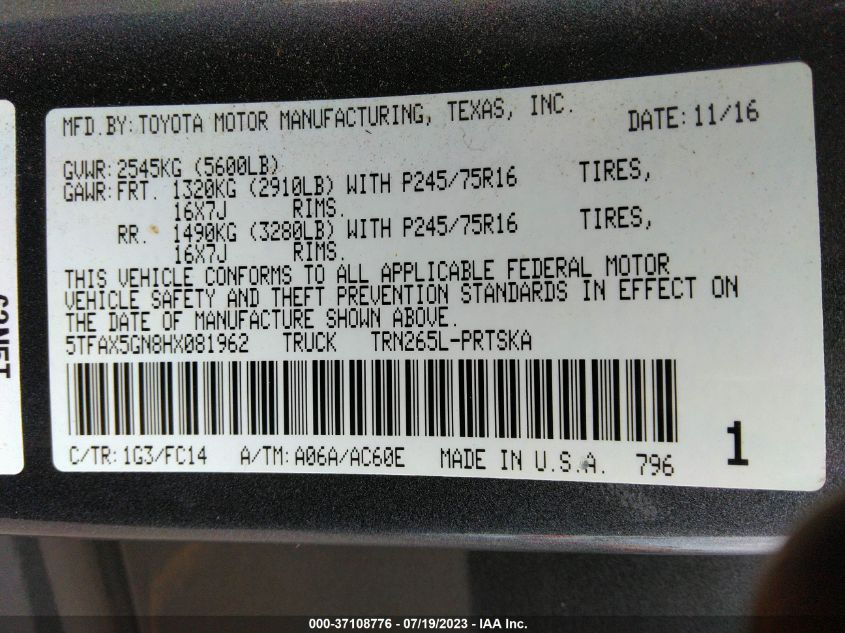 MFD.BY:TOYOTA MOTOR MANUFACTURING, TEXAS, INC. DATE:11/16
GVWR:2545KG (5600LB)
GAWR:FRT. 1320KG (2910LB) WITH P245/75R16 TIRES,
16X7J RIMS.
RR. 1490KG (3280LB) WITH P245/75R16 TIRES,
16X7J RIMS.
THIS VEHICLE CONFORMS TO ALL APPLICABLE FEDERAL MOTOR
VEHICLE SAFETY AND THEFT PREVENTION STANDARDS IN EFFECT ON
THE DATE OF MANUFACTURE SHOWN ABOVE.
5TFAX5GN8HX081962 TRUCK TRN265L-PRTSKA
1
C/TR:1G3/FC14 A/TM:A06A/AC60E MADE IN U.S.A. 796
000-37108776 - 07/19/2023 - IAA Inc.